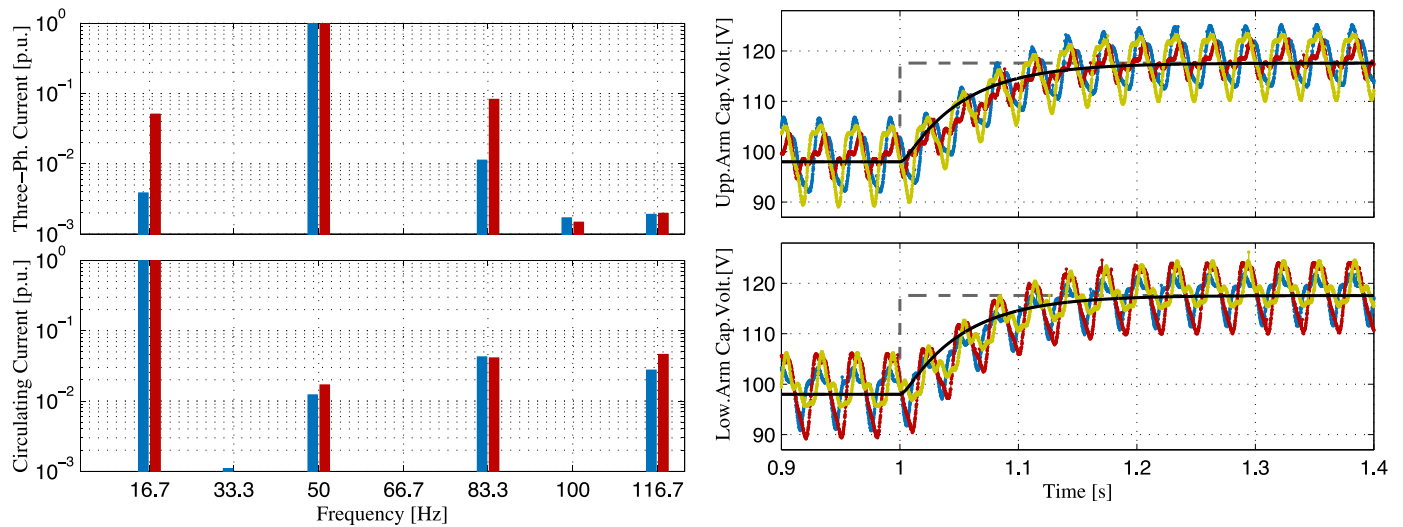 Three-Ph. Current [p.u.]
10^0
10^-1
10^-2
10^-3
Circulating Current [p.u.]
10^0
10^-1
10^-2
10^-3
16.7 33.3 50 66.7 83.3 100 116.7
Frequency [Hz]
Upp.Arm Cap.Volt.[V]
120
110
100
90
Low.Arm Cap.Volt.[V]
120
110
100
90
0.9 1 1.1 1.2 1.3 1.4
Time [s]